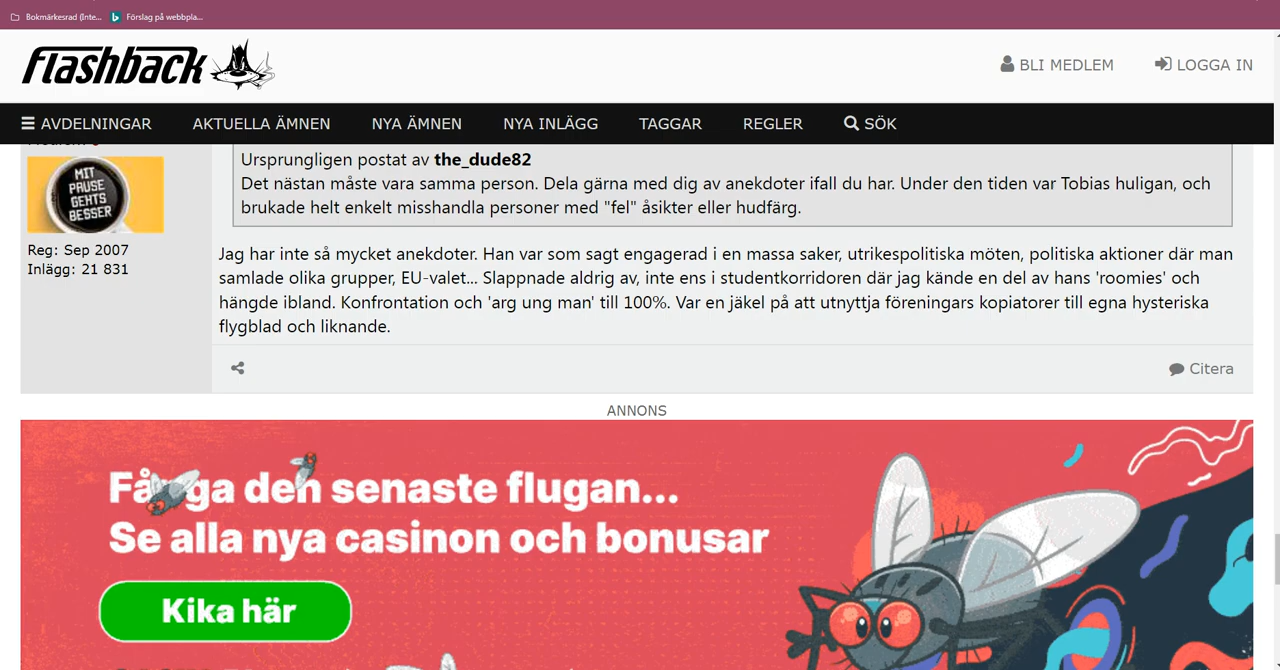 Bokmärkesrad (Inte...
Förslag på webbpla...
flashback
BLI MEDLEM
LOGGA IN
AVDELNINGAR
AKTUELLA ÄMNEN
NYA ÄMNEN
NYA INLÄGG
TAGGAR
REGLER
SÖK
MIT
PAUSE
GEHTS
BESSER
Reg: Sep 2007
Inlägg: 21 831
Ursprungligen postat av the_dude82
Det nästan måste vara samma person. Dela gärna med dig av anekdoter ifall du har. Under den tiden var Tobias huligan, och
brukade helt enkelt misshandla personer med "fel" åsikter eller hudfärg.
Jag har inte så mycket anekdoter. Han var som sagt engagerad i en massa saker, utrikespolitiska möten, politiska aktioner där man
samlade olika grupper, EU-valet... Slappnade aldrig av, inte ens i studentkorridoren där jag kände en del av hans 'roomies' och
hängde ibland. Konfrontation och 'arg ung man' till 100%. Var en jäkel på att utnyttja föreningars kopiatorer till egna hysteriska
flygblad och liknande.
Citera
ANNONS
Fånga den senaste flugan...
Se alla nya casinon och bonusar
Kika här